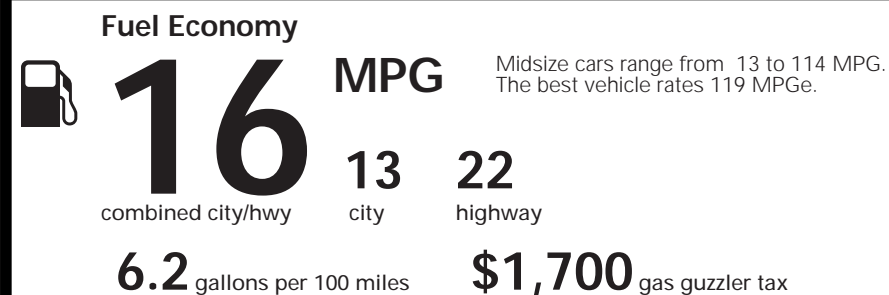 Fuel Economy
16 MPG
Midsize cars range from 13 to 114 MPG.
The best vehicle rates 119 MPGe.
13 22
combined city/hwy city highway
6.2 gallons per 100 miles $1,700 gas guzzler tax